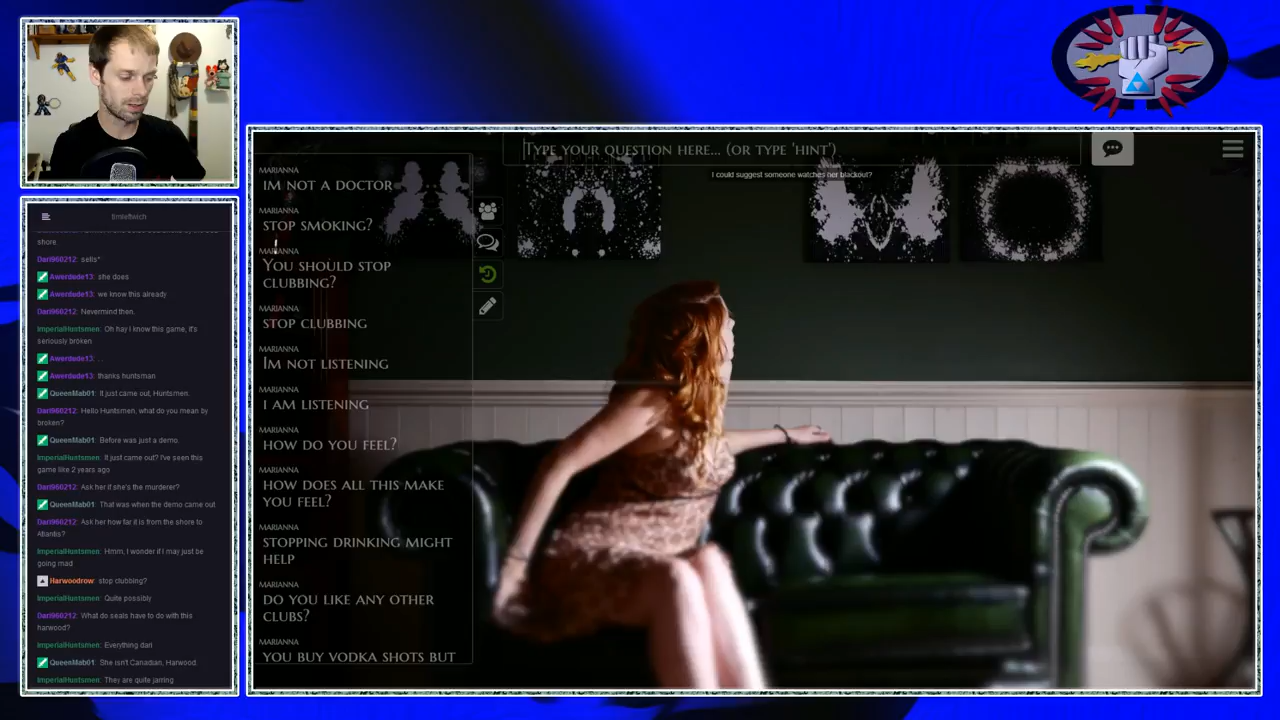 timleftwich
shore.
Dari960212: sells*
Awerdude13: she does
Awerdude13: we know this already
Dari960212: Nevermind then.
ImperialHuntsmen: Oh hay I know this game, it's
seriously broken
Awerdude13: ...
Awerdude13: thanks huntsman
QueenMab01: It just came out, Huntsmen.
Dari960212: Hello Huntsmen, what do you mean by
broken?
QueenMab01: Before was just a demo.
ImperialHuntsmen: It just came out? I've seen this
game like 2 years ago
Dari960212: Ask her if she's the murderer?
QueenMab01: That was when the demo came out
Dari960212: Ask her how far it is from the shore to
Atlantis?
ImperialHuntsmen: Hmm, I wonder if i may just be
going mad
Harwoodrow: stop clubbing?
ImperialHuntsmen: Quite possibly
Dari960212: What do seals have to do with this
harwood?
ImperialHuntsmen: Everything dari
QueenMab01: She isn't Canadian, Harwood.
ImperialHuntsmen: They are quite jarring
MARIANNA
IM NOT A DOCTOR
MARIANNA
STOP SMOKING?
MARIANNA
YOU SHOULD STOP
CLUBBING?
MARIANNA
STOP CLUBBING
MARIANNA
IM NOT LISTENING
MARIANNA
I AM LISTENING
MARIANNA
HOW DO YOU FEEL?
MARIANNA
HOW DOES ALL THIS MAKE
YOU FEEL?
MARIANNA
STOPPING DRINKING MIGHT
HELP
MARIANNA
DO YOU LIKE ANY OTHER
CLUBS?
MARIANNA
YOU BUY VODKA SHOTS BUT
TYPE YOUR QUESTION HERE... (OR TYPE 'HINT')
I could suggest someone watches her blackout?